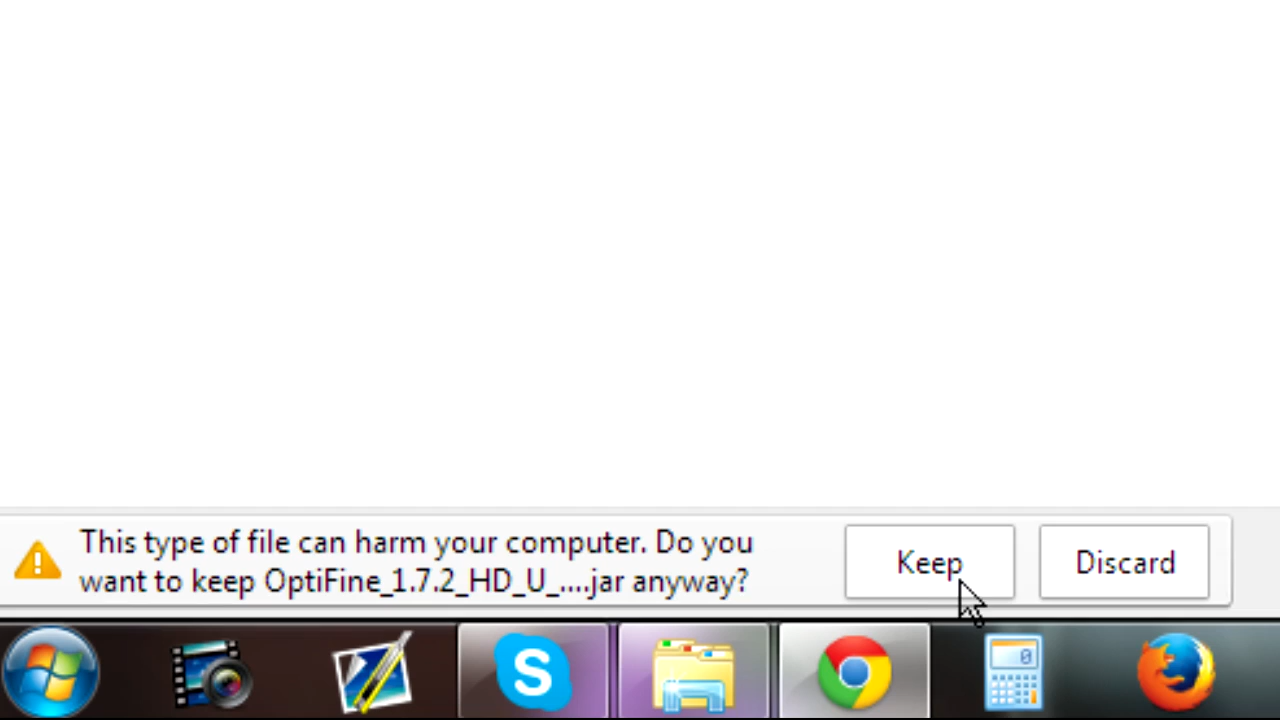 This type of file can harm your computer. Do you
want to keep OptiFine_1.7.2_HD_U_....jar anyway?
Keep
Discard
S
0